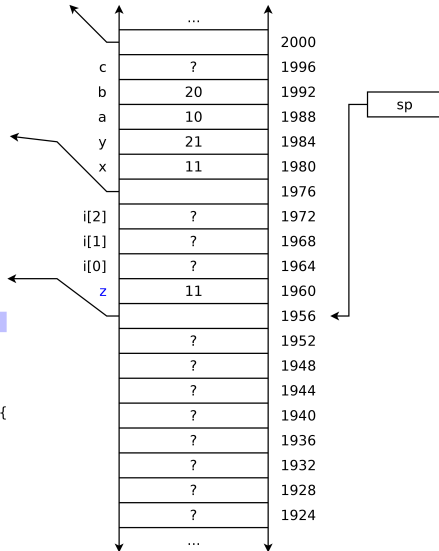 ...
2000
c ? 1996
b 20 1992
a 10 1988
sp
y 21 1984
x 11 1980
1976
i[2] ? 1972
i[1] ? 1968
i[0] ? 1964
z 11 1960
1956
? 1952
? 1948
? 1944
{ ? 1940
? 1936
? 1932
? 1928
? 1924
...